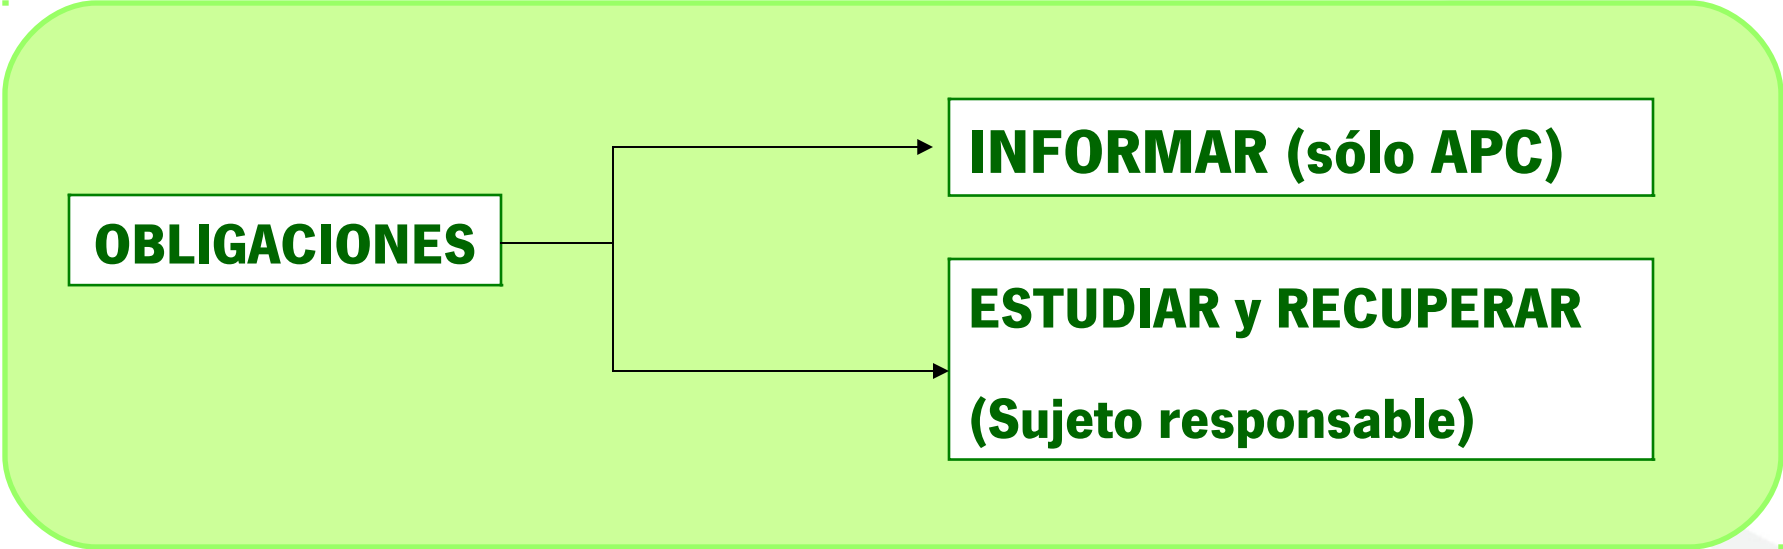 OBLIGACIONES
INFORMAR (sólo APC)
ESTUDIAR y RECUPERAR
(Sujeto responsable)